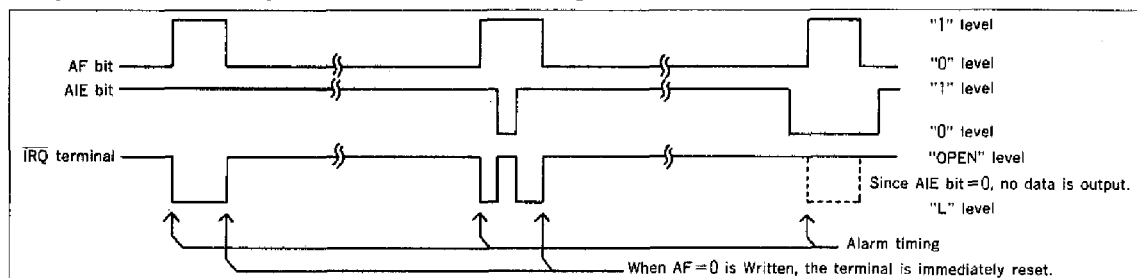 "1" level
AF bit
"0" level
AIE bit
"1" level
"0" level
IRQ terminal
"OPEN" level
Since AIE bit=0, no data is output.
"L" level
Alarm timing
When AF=0 is Written, the terminal is immediately reset.